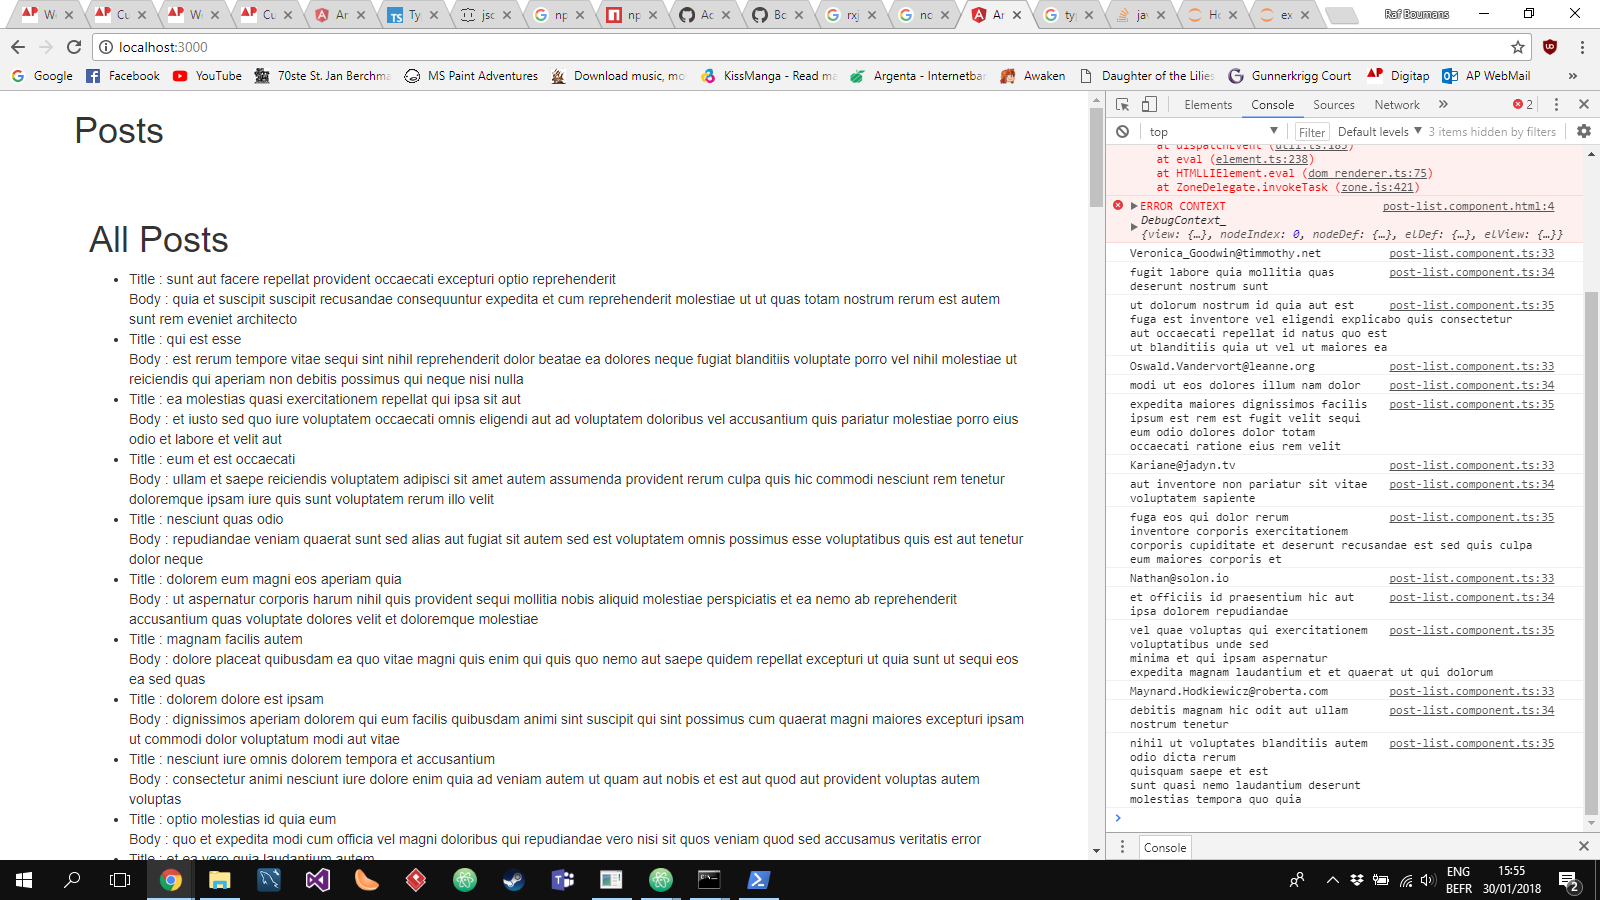 We
Cu
We
Cu
Ar
Ty
jsc
np
np
Ac
Bc
rxj
nc
Ar
typ
jav
Ho
ex
Raf Boumans
localhost:3000
Google
Facebook
YouTube
70ste St. Jan Berchma
MS Paint Adventures
Download music, mo
KissManga - Read ma
Argenta - Internetbar
Awaken
Daughter of the Lilies
Gunnerkrigg Court
Digitap
AP WebMail
»
Posts
All Posts
• Title : sunt aut facere repellat provident occaecati excepturi optio reprehenderit
Body : quia et suscipit suscipit recusandae consequuntur expedita et cum reprehenderit molestiae ut ut quas totam nostrum rerum est autem
sunt rem eveniet architecto
• Title : qui est esse
Body : est rerum tempore vitae sequi sint nihil reprehenderit dolor beatae ea dolores neque fugiat blanditiis voluptate porro vel nihil molestiae ut
reiciendis qui aperiam non debitis possimus qui neque nisi nulla
• Title : ea molestias quasi exercitationem repellat qui ipsa sit aut
Body : et iusto sed quo iure voluptatem occaecati omnis eligendi aut ad voluptatem doloribus vel accusantium quis pariatur molestiae porro eius
odio et labore et velit aut
• Title : eum et est occaecati
Body : ullam et saepe reiciendis voluptatem adipisci sit amet autem assumenda provident rerum culpa quis hic commodi nesciunt rem tenetur
doloremque ipsam iure quis sunt voluptatem rerum illo velit
• Title : nesciunt quas odio
Body : repudiandae veniam quaerat sunt sed alias aut fugiat sit autem sed est voluptatem omnis possimus esse voluptatibus quis est aut tenetur
dolor neque
• Title : dolorem eum magni eos aperiam quia
Body : ut aspernatur corporis harum nihil quis provident sequi mollitia nobis aliquid molestiae perspiciatis et ea nemo ab reprehenderit
accusantium quas voluptate dolores velit et doloremque molestiae
• Title : magnam facilis autem
Body : dolore placeat quibusdam ea quo vitae magni quis enim qui quis quo nemo aut saepe quidem repellat excepturi ut quia sunt ut sequi eos
ea sed quas
• Title : dolorem dolore est ipsam
Body : dignissimos aperiam dolorem qui eum facilis quibusdam animi sint suscipit qui sint possimus cum quaerat magni maiores excepturi ipsam
ut commodi dolor voluptatum modi aut vitae
• Title : nesciunt iure omnis dolorem tempora et accusantium
Body : consectetur animi nesciunt iure dolore enim quia ad veniam autem ut quam aut nobis et est aut quod aut provident voluptas autem
voluptas
• Title : optio molestias id quia eum
Body : quo et expedita modi cum officia vel magni doloribus qui repudiandae vero nisi sit quos veniam quod sed accusamus veritatis error
• Title : et ea vero quia laudantium autem
Elements Console Sources Network » 2
top Filter Default levels 3 items hidden by filters
at dispatchEvent (util.ts:185)
at eval (element.ts:238)
at HTMLLIElement.eval (dom_renderer.ts:75)
at ZoneDelegate.invokeTask (zone.js:421)
ERROR CONTEXT post-list.component.html:4
DebugContext_
{view: {…}, nodeIndex: 0, nodeDef: {…}, elDef: {…}, elView: {…}}
Veronica_Goodwin@timmothy.net post-list.component.ts:33
fugit labore quia mollitia quas post-list.component.ts:34
deserunt nostrum sunt
ut dolorum nostrum id quia aut est post-list.component.ts:35
fuga est inventore vel eligendi explicabo quis consectetur
aut occaecati repellat id natus quo est
ut blanditiis quia ut vel ut maiores ea
Oswald.Vandervort@leanne.org post-list.component.ts:33
modi ut eos dolores illum nam dolor post-list.component.ts:34
expedita maiores dignissimos facilis post-list.component.ts:35
ipsum est rem est fugit velit sequi
eum odio dolores dolor totam
occaecati ratione eius rem velit
Kariane@jadyn.tv post-list.component.ts:33
aut inventore non pariatur sit vitae post-list.component.ts:34
voluptatem sapiente
fuga eos qui dolor rerum post-list.component.ts:35
inventore corporis exercitationem
corporis cupiditate et deserunt recusandae est sed quis culpa
eum maiores corporis et
Nathan@solon.io post-list.component.ts:33
et officiis id praesentium hic aut post-list.component.ts:34
ipsa dolorem repudiandae
vel quae voluptas qui exercitationem post-list.component.ts:35
voluptatibus unde sed
minima et qui ipsam aspernatur
expedita magnam laudantium et et quaerat ut qui dolorum
Maynard.Hodkiewicz@roberta.com post-list.component.ts:33
debitis magnam hic odit aut ullam post-list.component.ts:34
nostrum tenetur
nihil ut voluptates blanditiis autem post-list.component.ts:35
odio dicta rerum
quisquam saepe et est
sunt quasi nemo laudantium deserunt
molestias tempora quo quia
Console
ENG
BEFR
15:55
30/01/2018
2